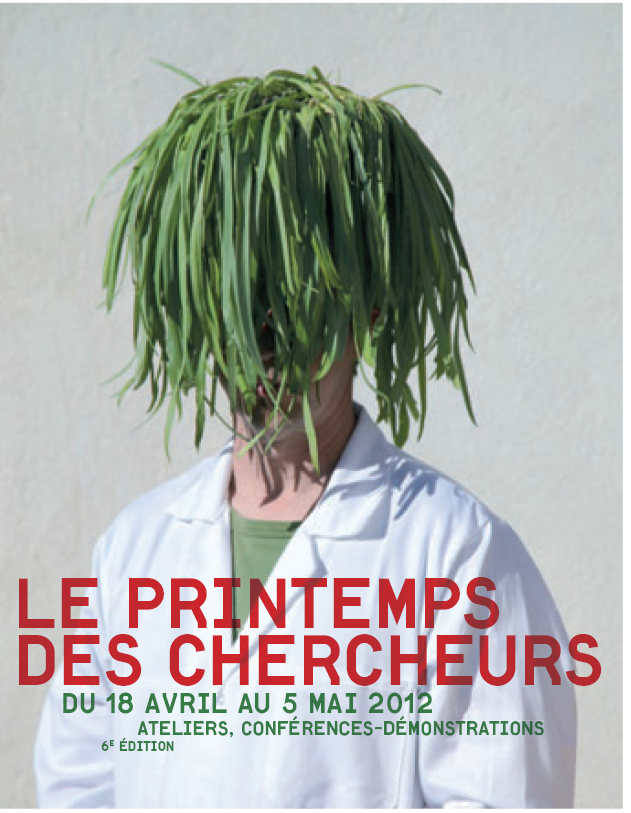 LE PRINTEMPS
DES CHERCHEURS
DU 18 AVRIL AU 5 MAI 2012
ATELIERS, CONFÉRENCES-DÉMONSTRATIONS
6E ÉDITION